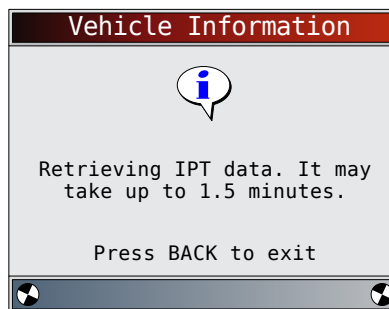 Vehicle Information
i
Retrieving IPT data. It may
take up to 1.5 minutes.
Press BACK to exit